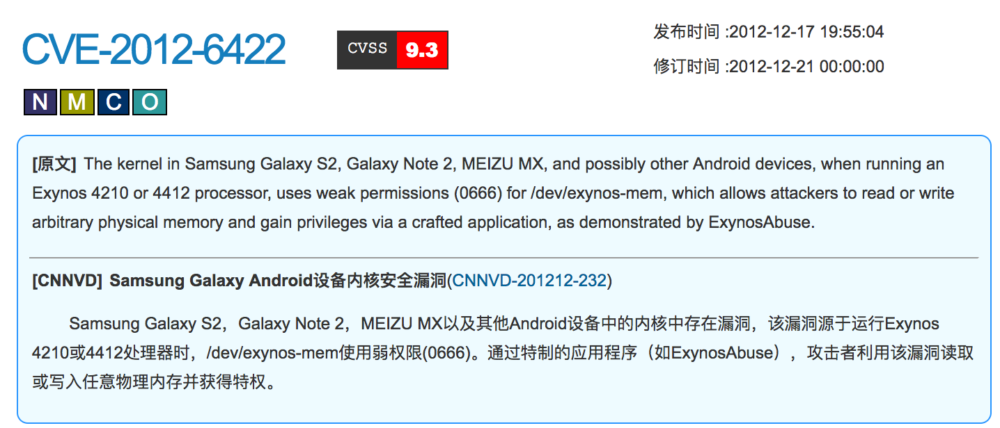 CVE-2012-6422
CVSS 9.3
发布时间 :2012-12-17 19:55:04
修订时间 :2012-12-21 00:00:00
N M C O
[原文] The kernel in Samsung Galaxy S2, Galaxy Note 2, MEIZU MX, and possibly other Android devices, when running an
Exynos 4210 or 4412 processor, uses weak permissions (0666) for /dev/exynos-mem, which allows attackers to read or write
arbitrary physical memory and gain privileges via a crafted application, as demonstrated by ExynosAbuse.
[CNNVD] Samsung Galaxy Android设备内核安全漏洞(CNNVD-201212-232)
Samsung Galaxy S2，Galaxy Note 2，MEIZU MX以及其他Android设备中的内核中存在漏洞，该漏洞源于运行Exynos
4210或4412处理器时，/dev/exynos-mem使用弱权限(0666)。通过特制的应用程序（如ExynosAbuse），攻击者利用该漏洞读取
或写入任意物理内存并获得特权。